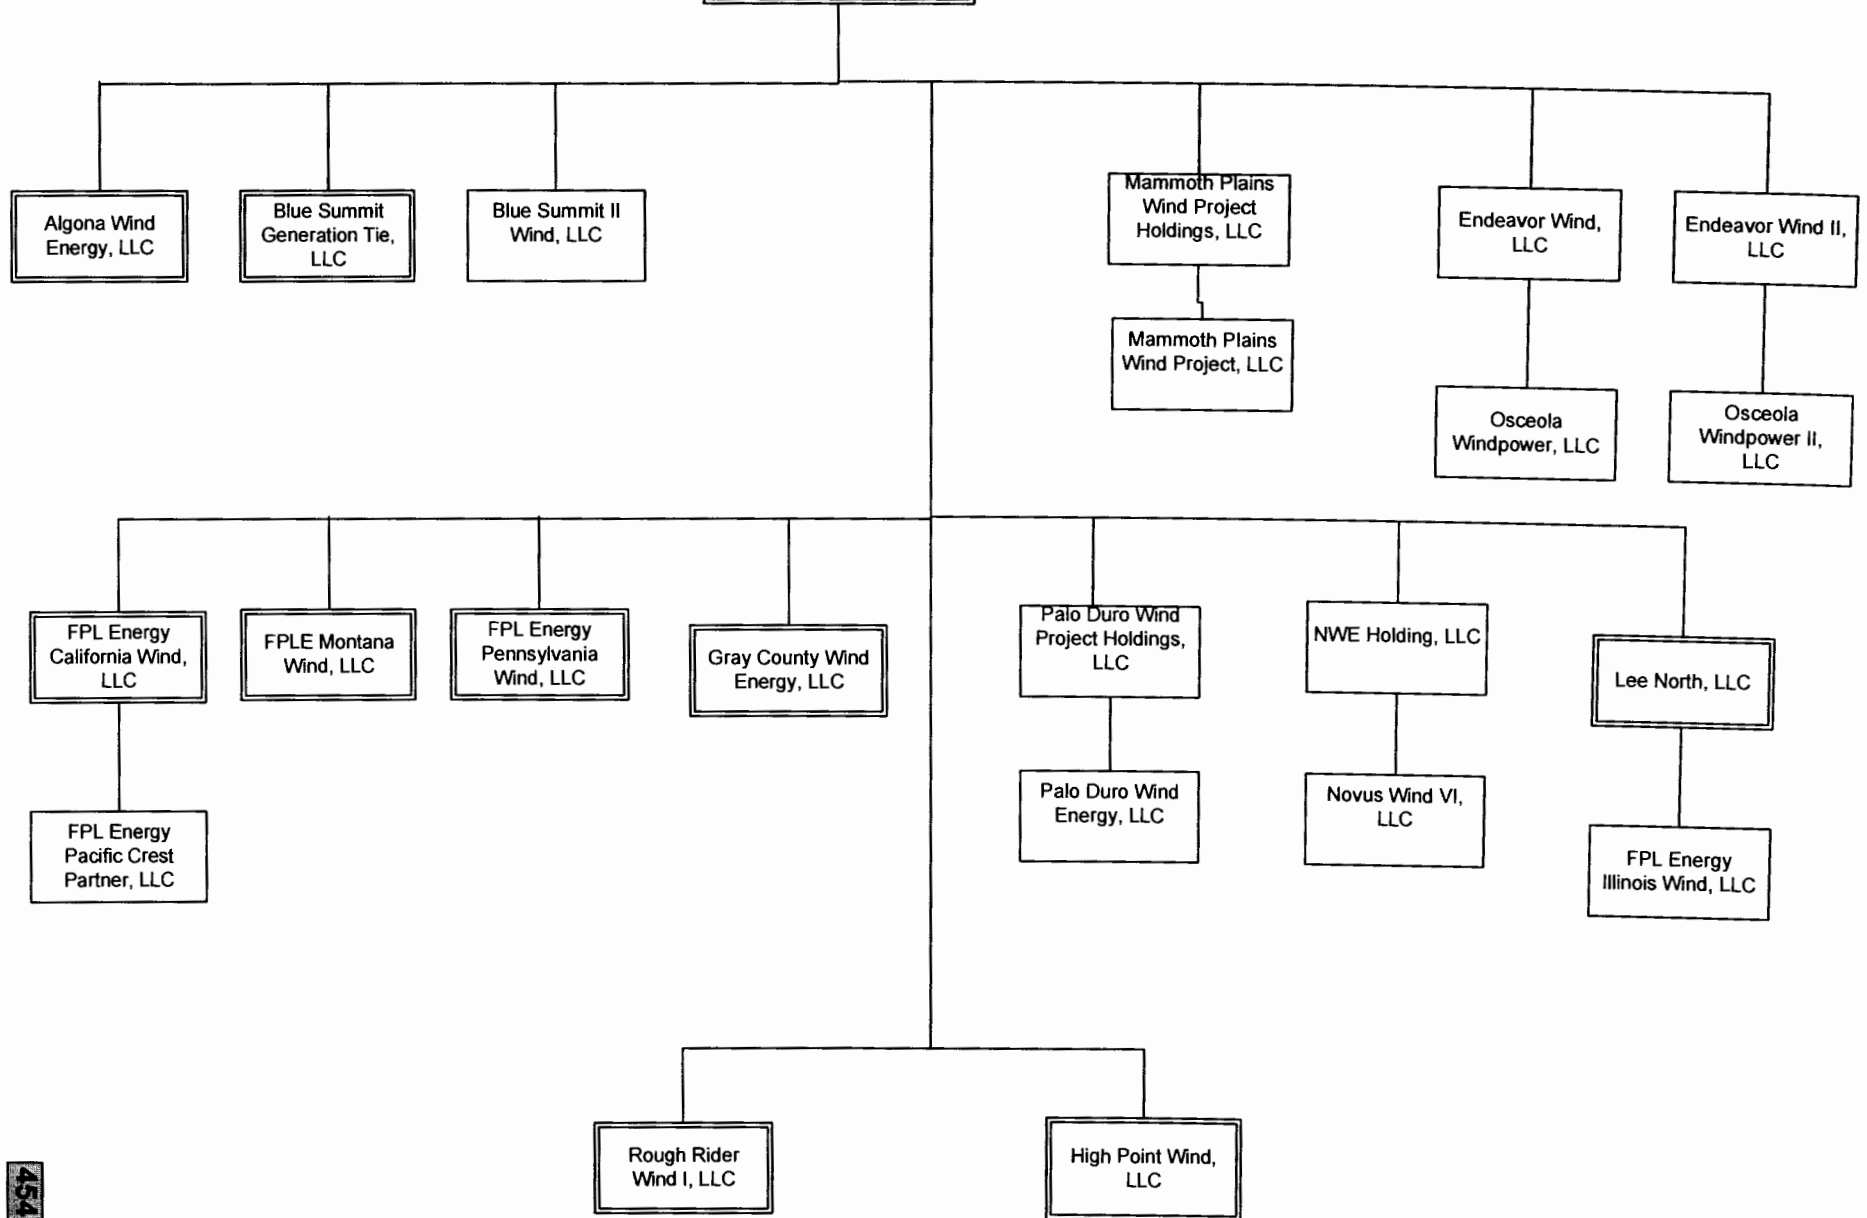 Algona Wind
Energy, LLC
Blue Summit
Generation Tie,
LLC
Blue Summit II
Wind, LLC
Mammoth Plains
Wind Project
Holdings, LLC
Endeavor Wind,
LLC
Endeavor Wind II,
LLC
Mammoth Plains
Wind Project, LLC
Osceola
Windpower, LLC
Osceola
Windpower II,
LLC
FPL Energy
California Wind,
LLC
FPLE Montana
Wind, LLC
FPL Energy
Pennsylvania
Wind, LLC
Gray County Wind
Energy, LLC
Palo Duro Wind
Project Holdings,
LLC
NWE Holding, LLC
Lee North, LLC
FPL Energy
Pacific Crest
Partner, LLC
Palo Duro Wind
Energy, LLC
Novus Wind VI,
LLC
FPL Energy
Illinois Wind, LLC
Rough Rider
Wind I, LLC
High Point Wind,
LLC
454